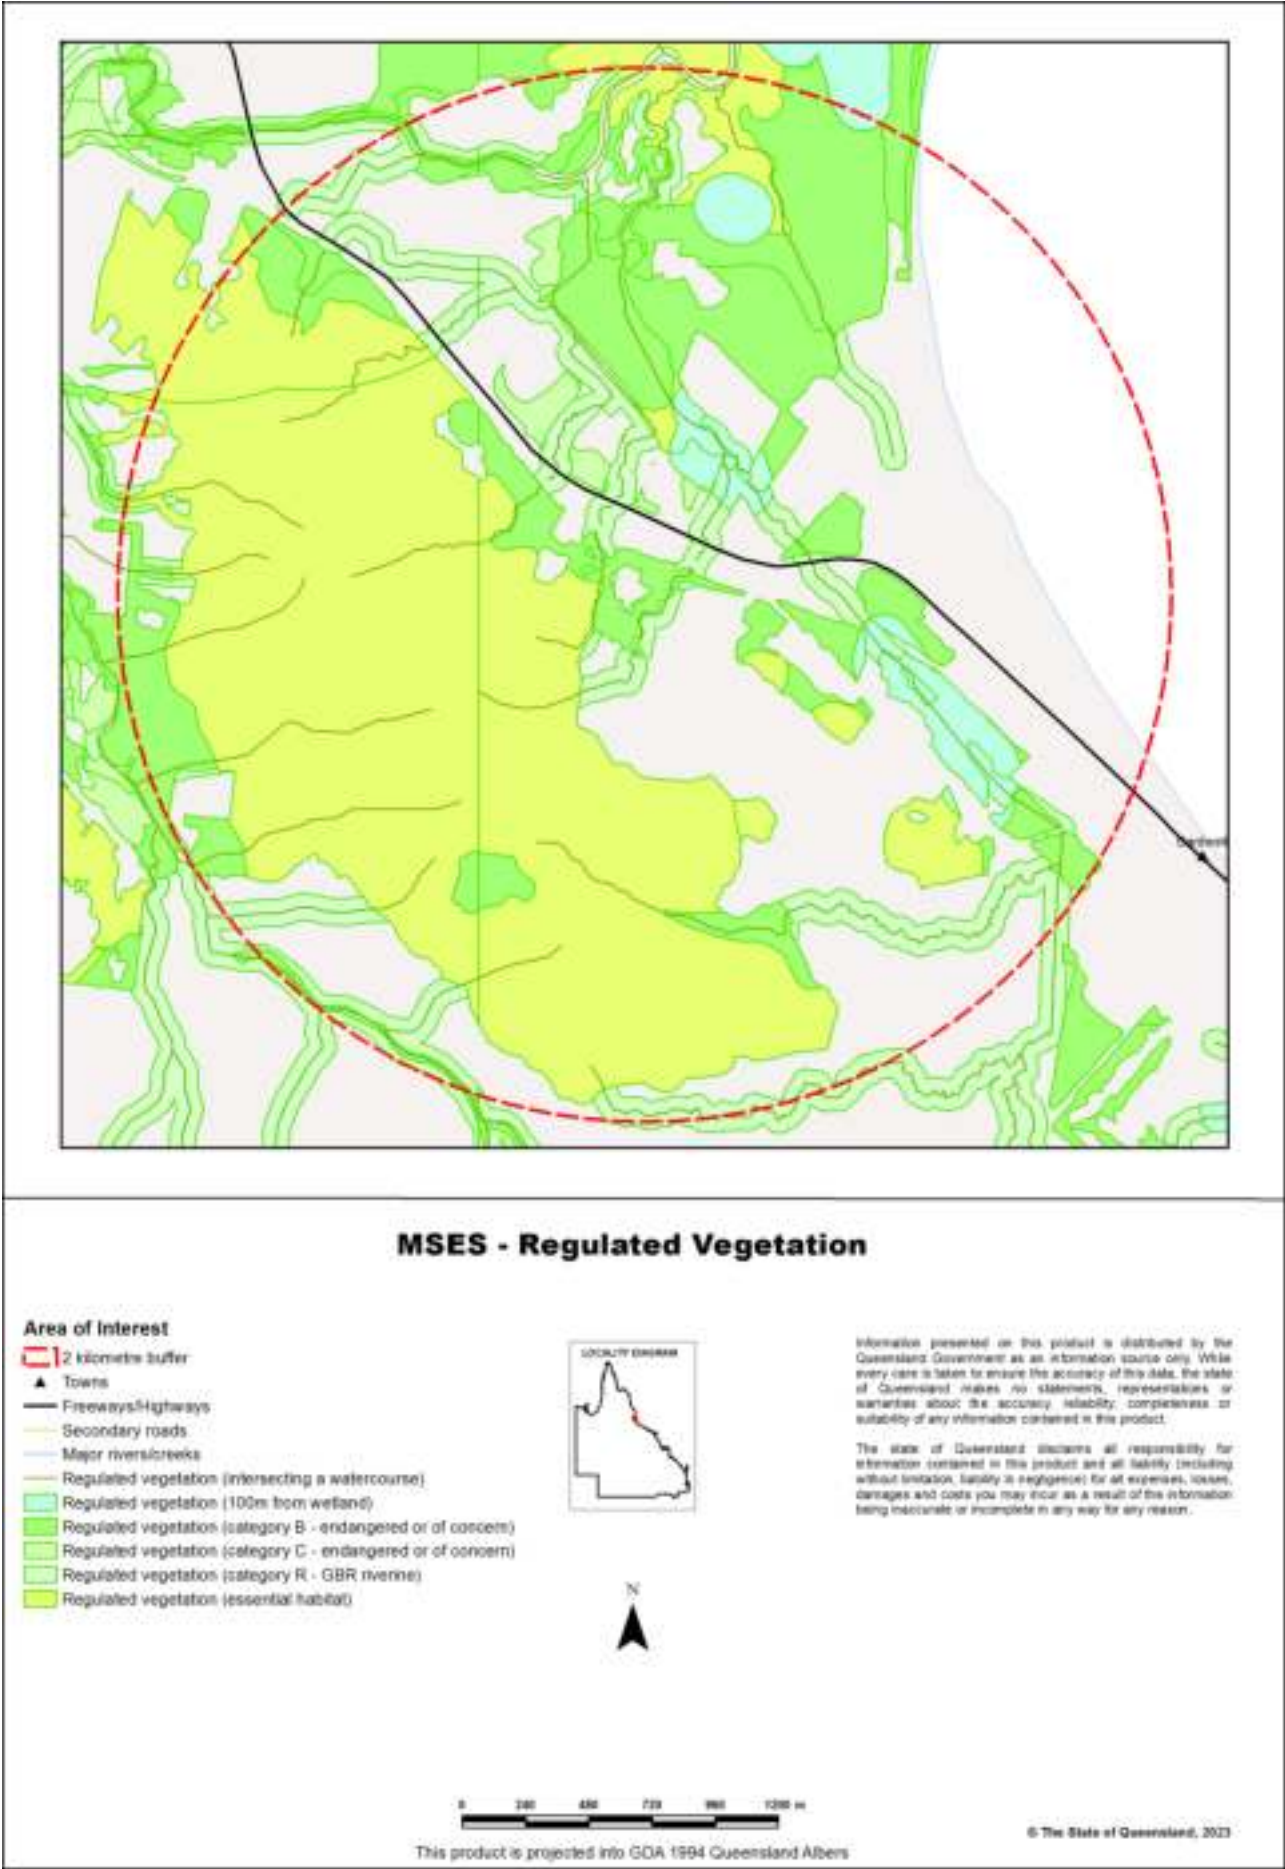 MSES - Regulated Vegetation
Area of Interest
2 kilometre buffer
Towns
Freeways/Highways
Secondary roads
Major rivers/creeks
Regulated vegetation (intersecting a watercourse)
Regulated vegetation (100m from wetland)
Regulated vegetation (category B - endangered or of concern)
Regulated vegetation (category C - endangered or of concern)
Regulated vegetation (category R - GBR riverine)
Regulated vegetation (essential habitat)
LOCALITY DIAGRAM
N
Information presented on this product is distributed by the
Queensland Government as an information source only. While
every care is taken to ensure the accuracy of this data, the state
of Queensland makes no statements, representations or
warranties about the accuracy, reliability, completeness or
suitability of any information contained in this product.
The state of Queensland disclaims all responsibility for
information contained in this product and all liability (including
without limitation, liability in negligence) for all expenses, losses,
damages and costs you may incur as a result of the information
being inaccurate or incomplete in any way for any reason.
0 240 480 720 960 1200 m
This product is projected into GDA 1994 Queensland Albers
© The State of Queensland, 2023